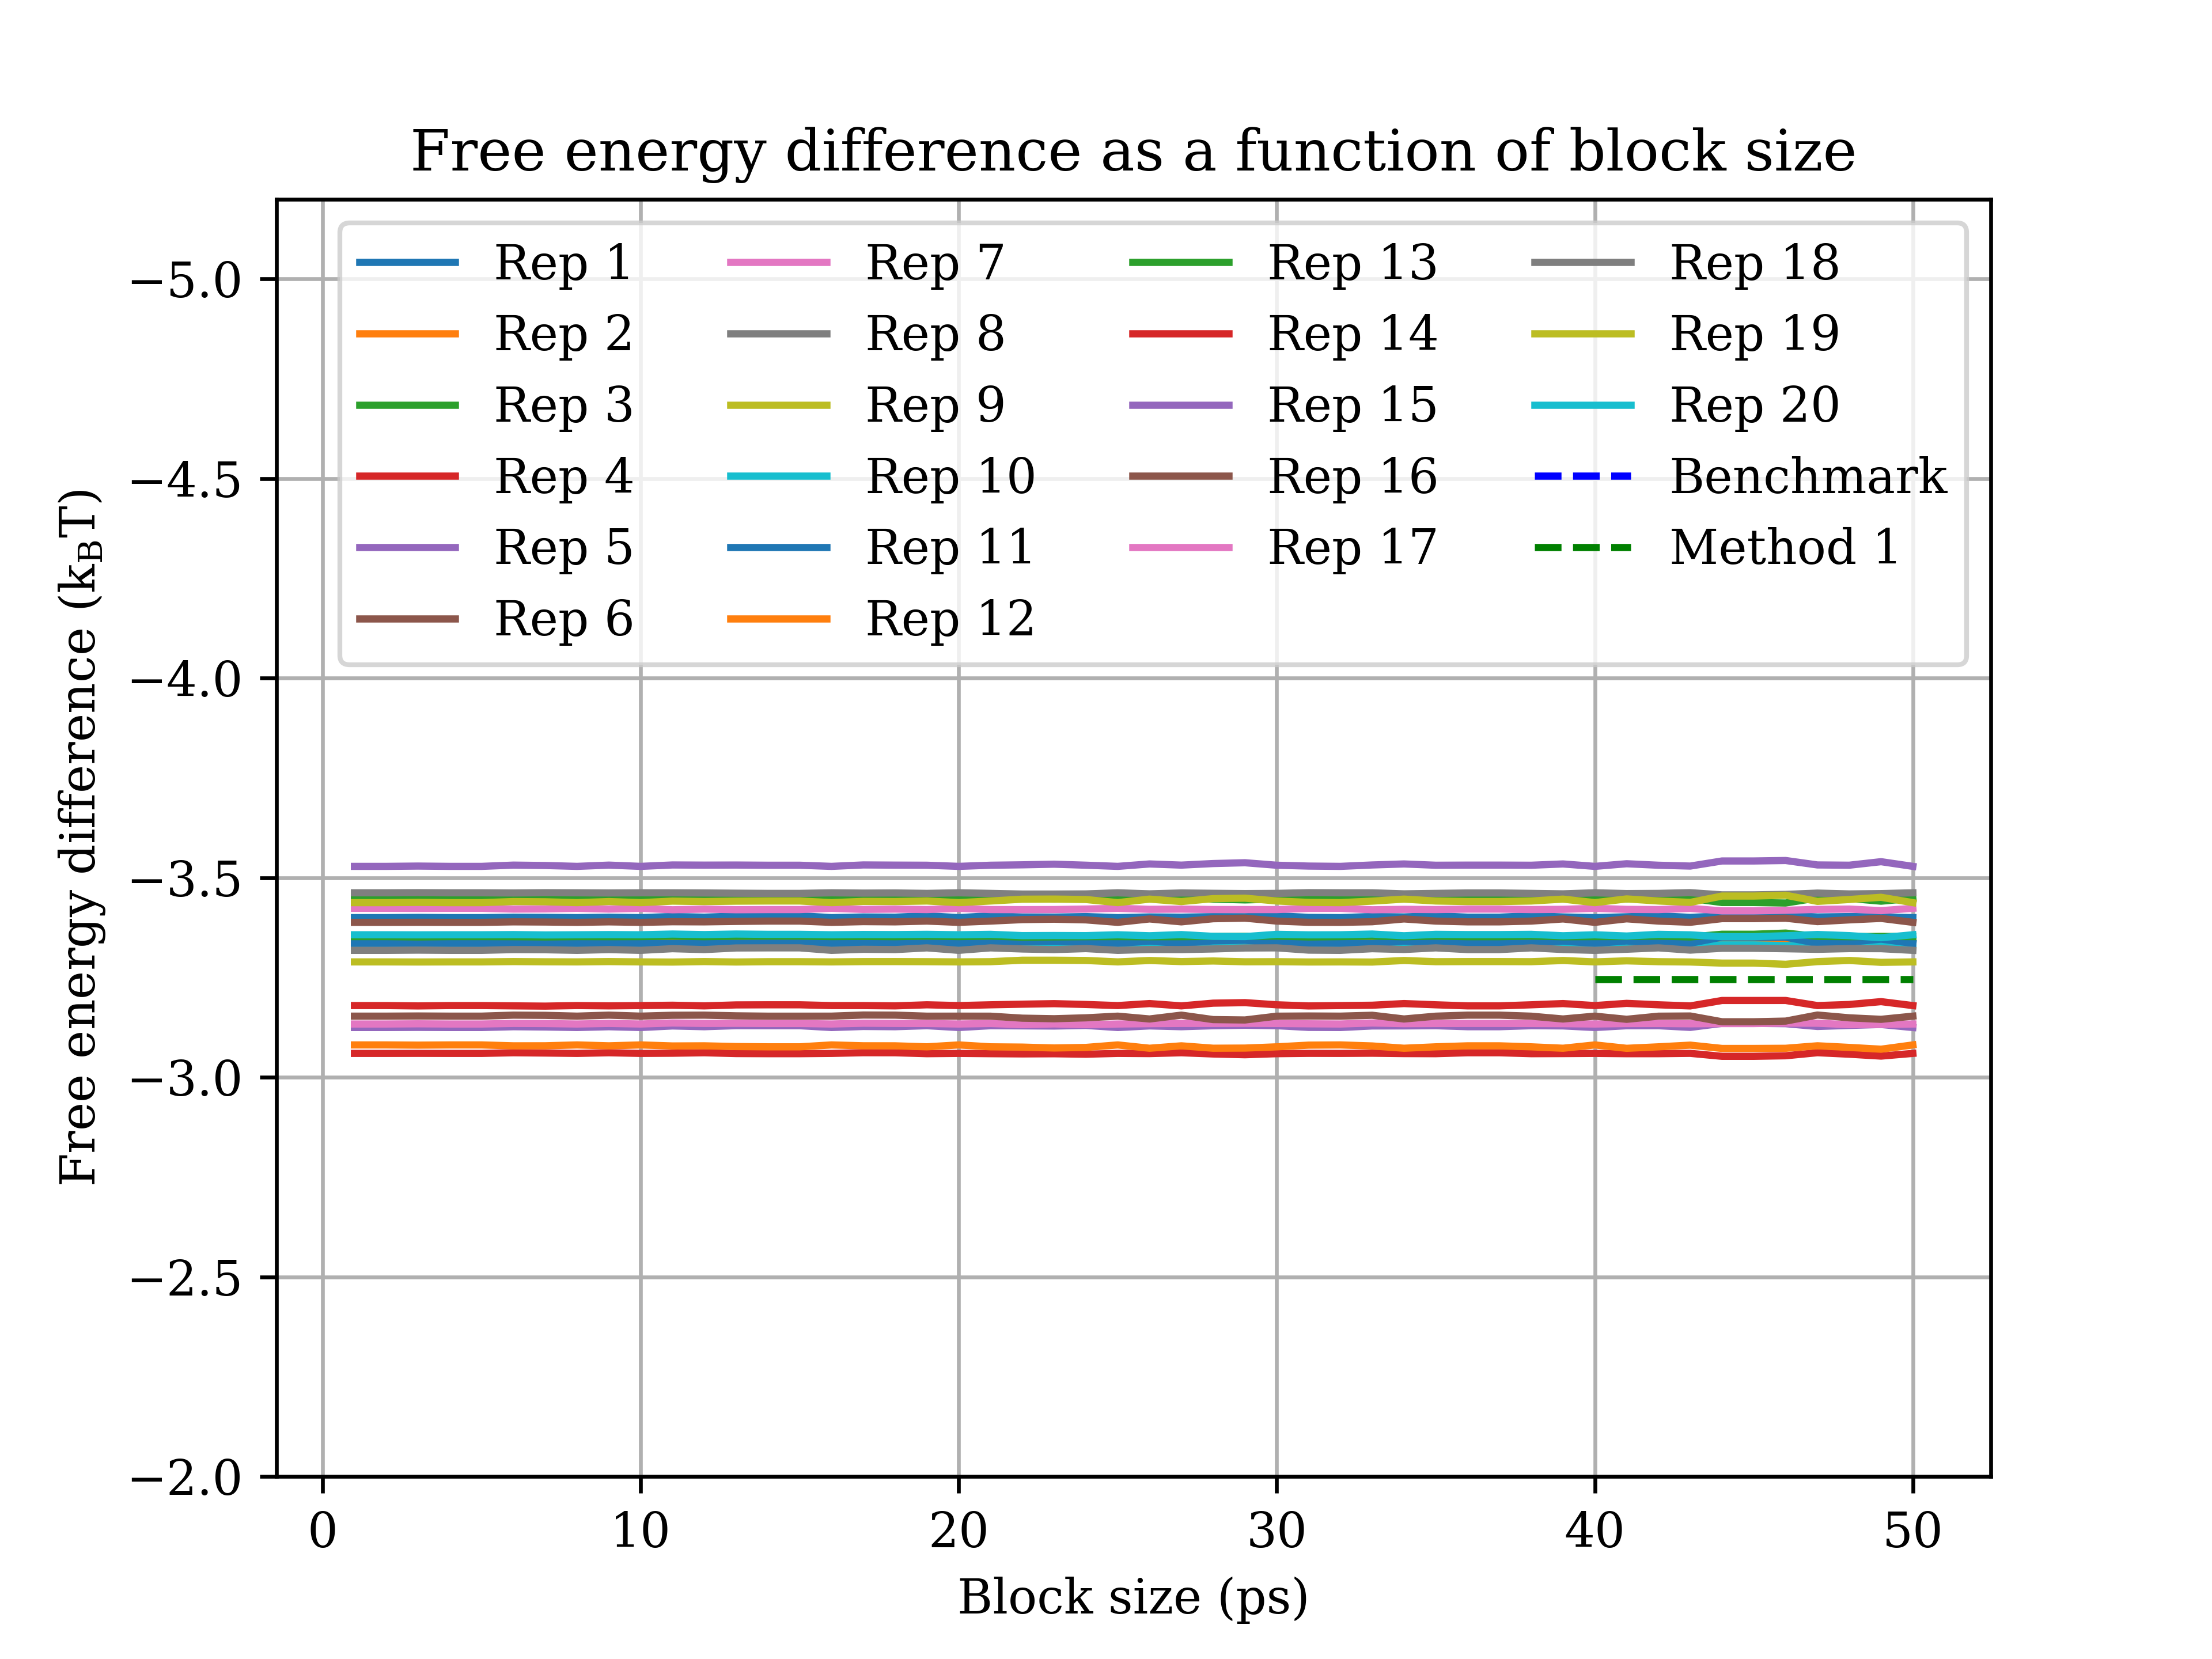 Free energy difference as a function of block size
Rep 1
Rep 2
Rep 3
Rep 4
Rep 5
Rep 6
Rep 7
Rep 8
Rep 9
Rep 10
Rep 11
Rep 12
Rep 13
Rep 14
Rep 15
Rep 16
Rep 17
Rep 18
Rep 19
Rep 20
Benchmark
Method 1
Free energy difference (k_BT)
−5.0
−4.5
−4.0
−3.5
−3.0
−2.5
−2.0
0 10 20 30 40 50
Block size (ps)